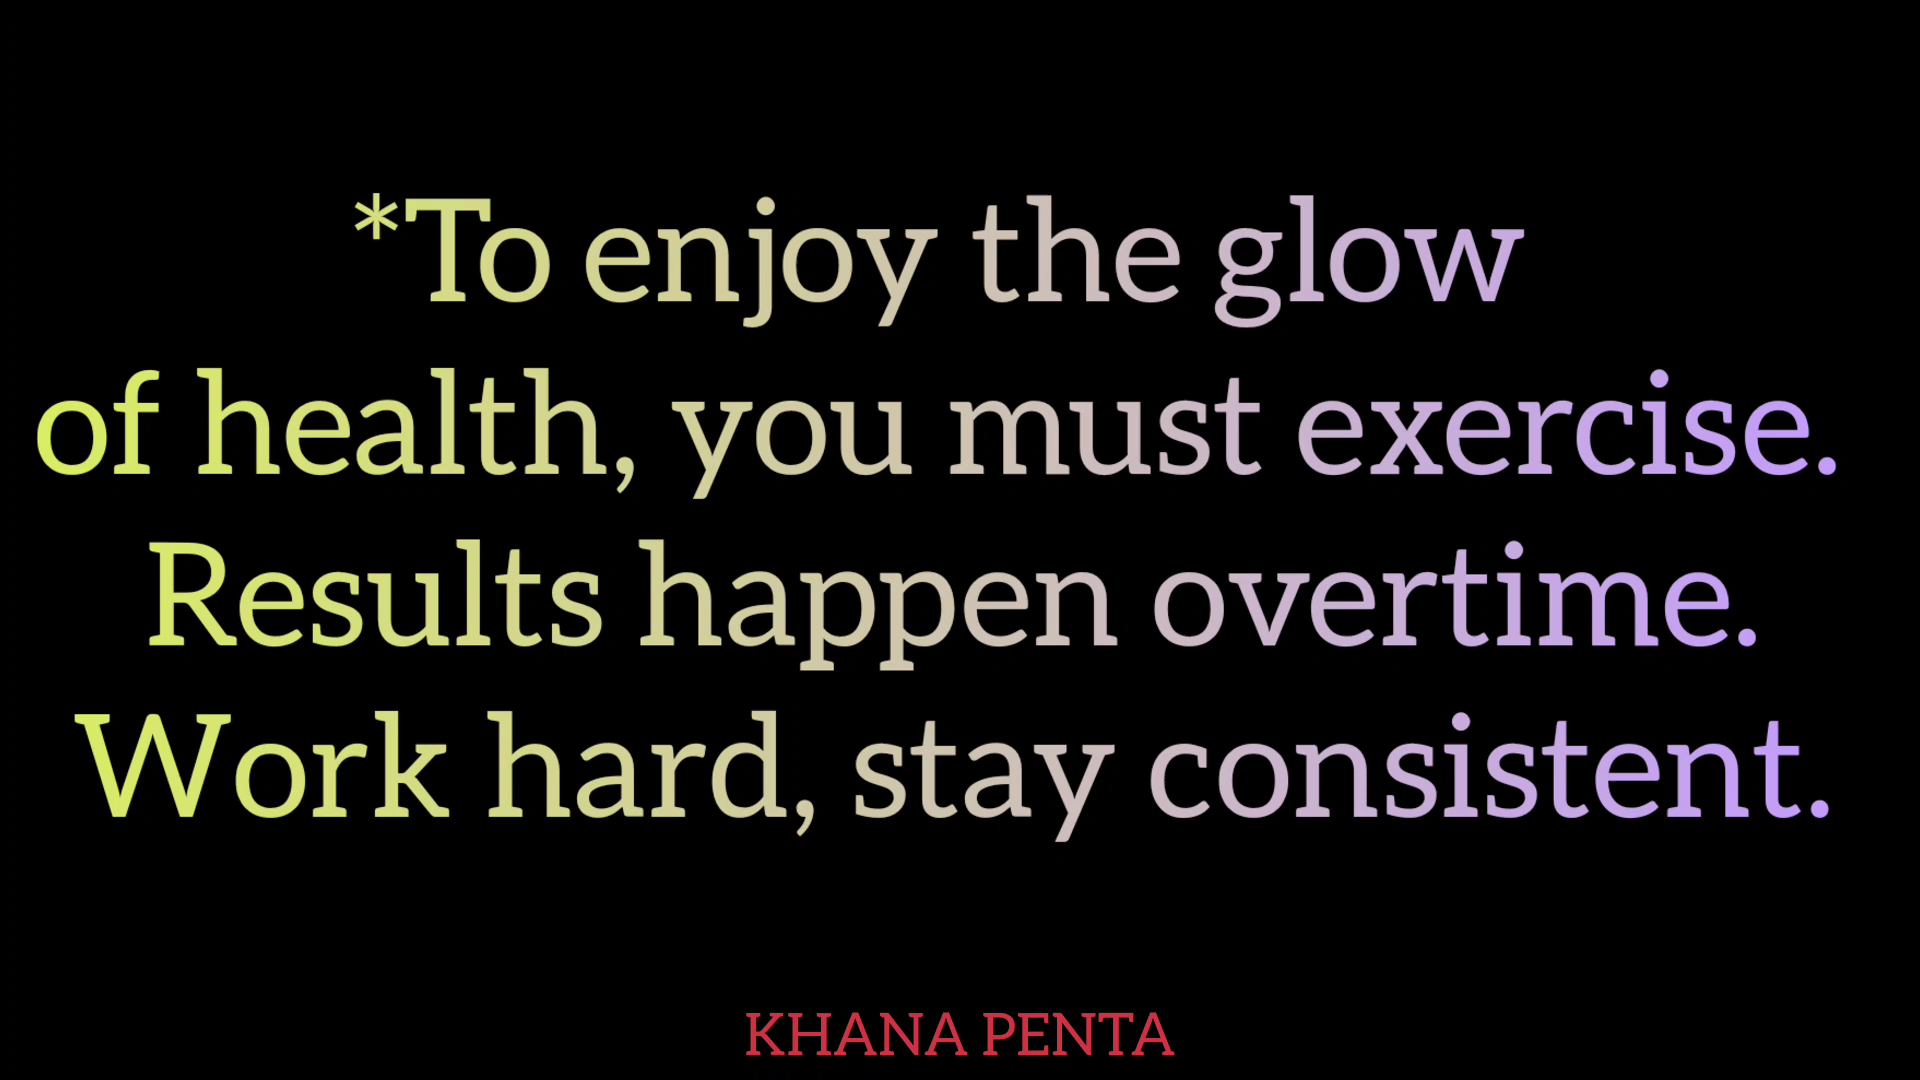 *To enjoy the glow
of health, you must exercise.
Results happen overtime.
Work hard, stay consistent.
KHANA PENTA